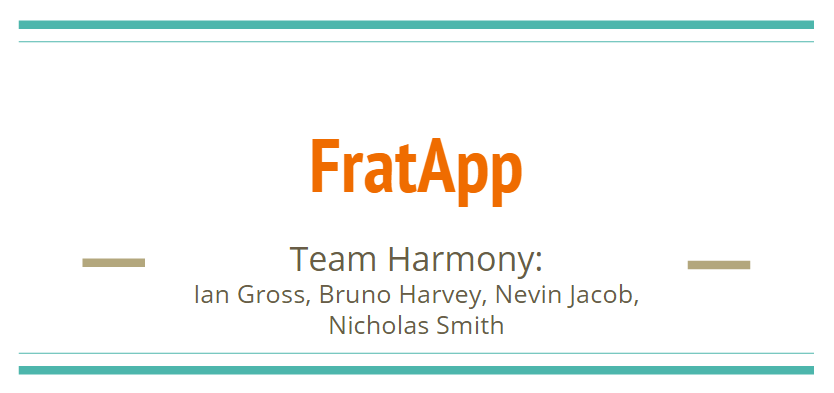 FratApp
Team Harmony:
Ian Gross, Bruno Harvey, Nevin Jacob,
Nicholas Smith